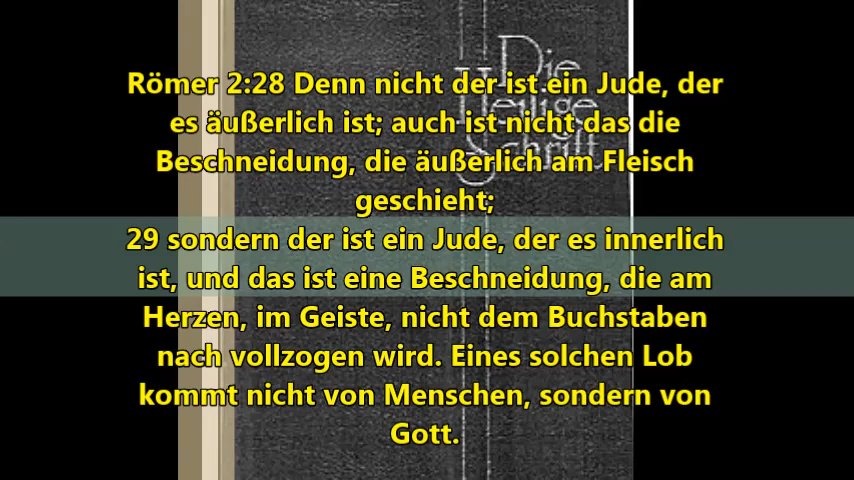 Die
Heilige
Schrift
Römer 2:28 Denn nicht der ist ein Jude, der
es äußerlich ist; auch ist nicht das die
Beschneidung, die äußerlich am Fleisch
geschieht;
29 sondern der ist ein Jude, der es innerlich
ist, und das ist eine Beschneidung, die am
Herzen, im Geiste, nicht dem Buchstaben
nach vollzogen wird. Eines solchen Lob
kommt nicht von Menschen, sondern von
Gott.